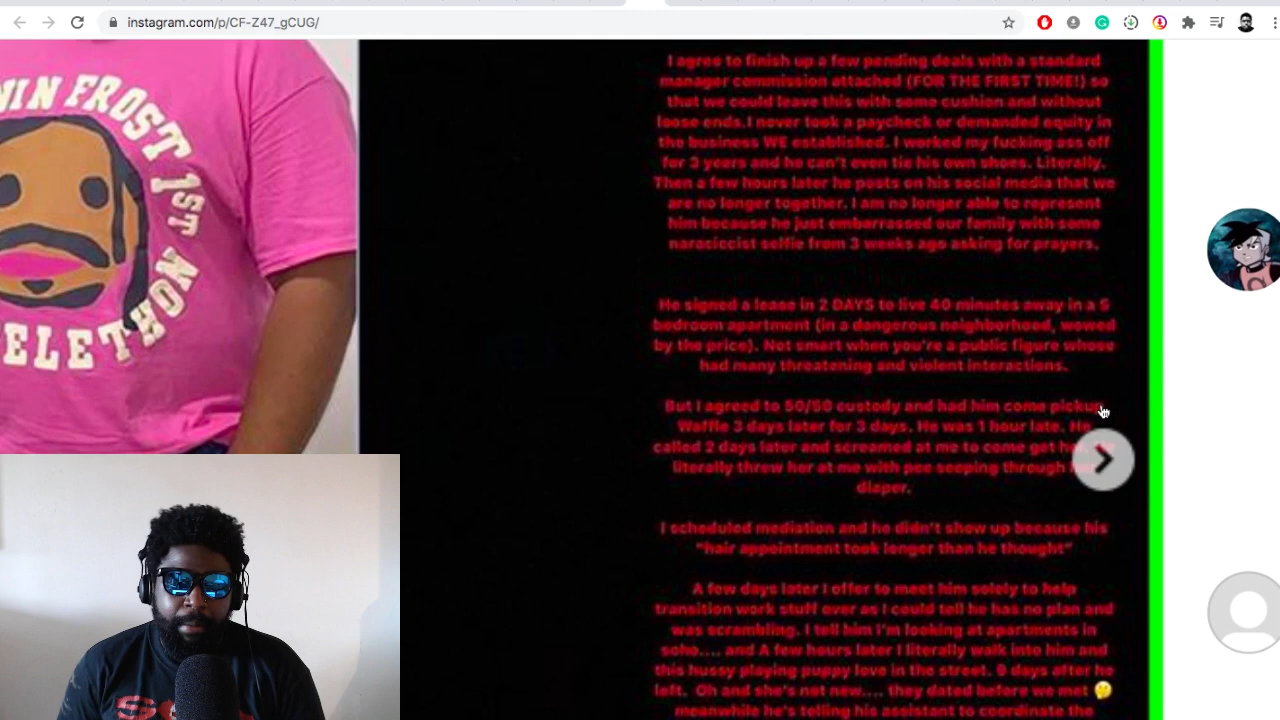 instagram.com/p/CF-Z47_gCUG/
I agree to finish up a few pending deals with a standard
manager commission attached (FOR THE FIRST TIME!) so
that we could leave this with some cushion and without
loose ends.I never took a paycheck or demanded equity in
the business WE established. I worked my fucking ass off
for 3 years and he can't even tie his own shoes. Literally.
Then a few hours later he posts on his social media that we
are no longer together. I am no longer able to represent
him because he just embarrassed our family with some
narasiccist selfie from 3 weeks ago asking for prayers.
He signed a lease in 2 DAYS to live 40 minutes away in a 5
bedroom apartment (in a dangerous neighborhood, wowed
by the price). Not smart when you're a public figure whose
had many threatening and violent interactions.
But I agreed to 50/50 custody and had him come pickup
Waffle 3 days later for 3 days. He was 1 hour late. He
called 2 days later and screamed at me to come get
literally threw her at me with pee seeping through
diaper.
I scheduled mediation and he didn't show up because his
"hair appointment took longer than he thought"
A few days later I offer to meet him solely to help
transition work stuff over as I could tell he has no plan and
was scrambling. I tell him I'm looking at apartments in
soho.... and A few hours later I literally walk into him and
this hussy playing puppy love in the street. 9 days after he
left. Oh and she's not new.... they dated before we met 🤔
meanwhile he's telling his assistant to coordinate the
WIN FROST 1ST
ELETHON